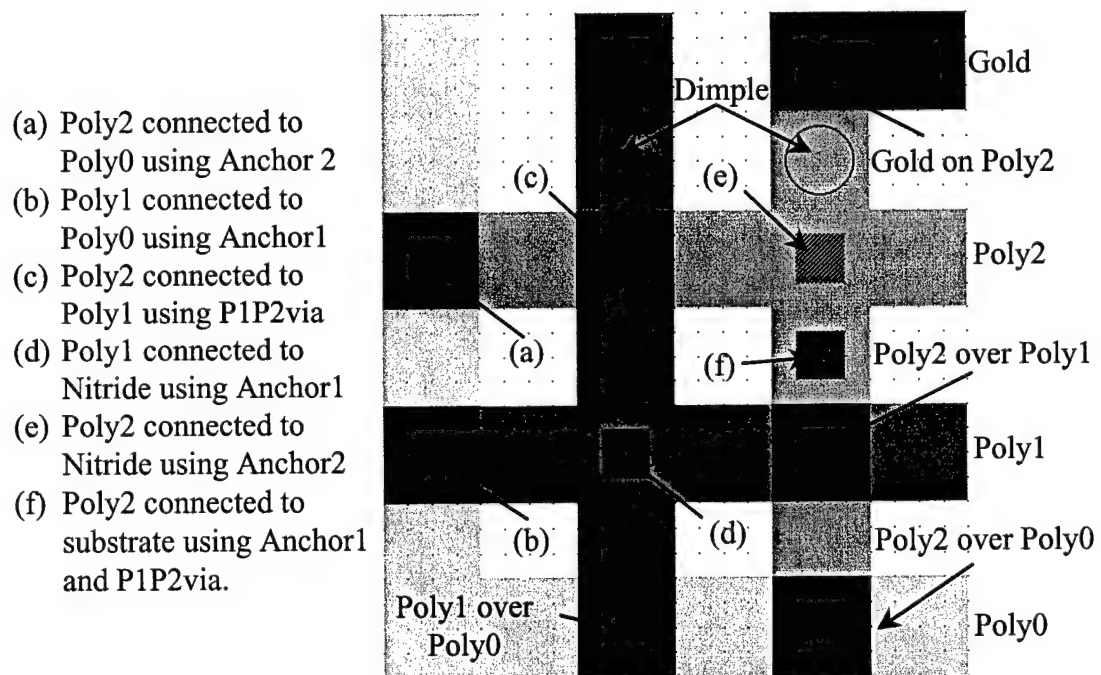 (a) Poly2 connected to
Poly0 using Anchor 2
(b) Poly1 connected to
Poly0 using Anchor1
(c) Poly2 connected to
Poly1 using P1P2via
(d) Poly1 connected to
Nitride using Anchor1
(e) Poly2 connected to
Nitride using Anchor2
(f) Poly2 connected to
substrate using Anchor1
and P1P2via.
Gold
Dimple
Gold on Poly2
(c)
(e)
Poly2
(a)
(f)
Poly2 over Poly1
Poly1
(b)
(d)
Poly2 over Poly0
Poly1 over
Poly0
Poly0